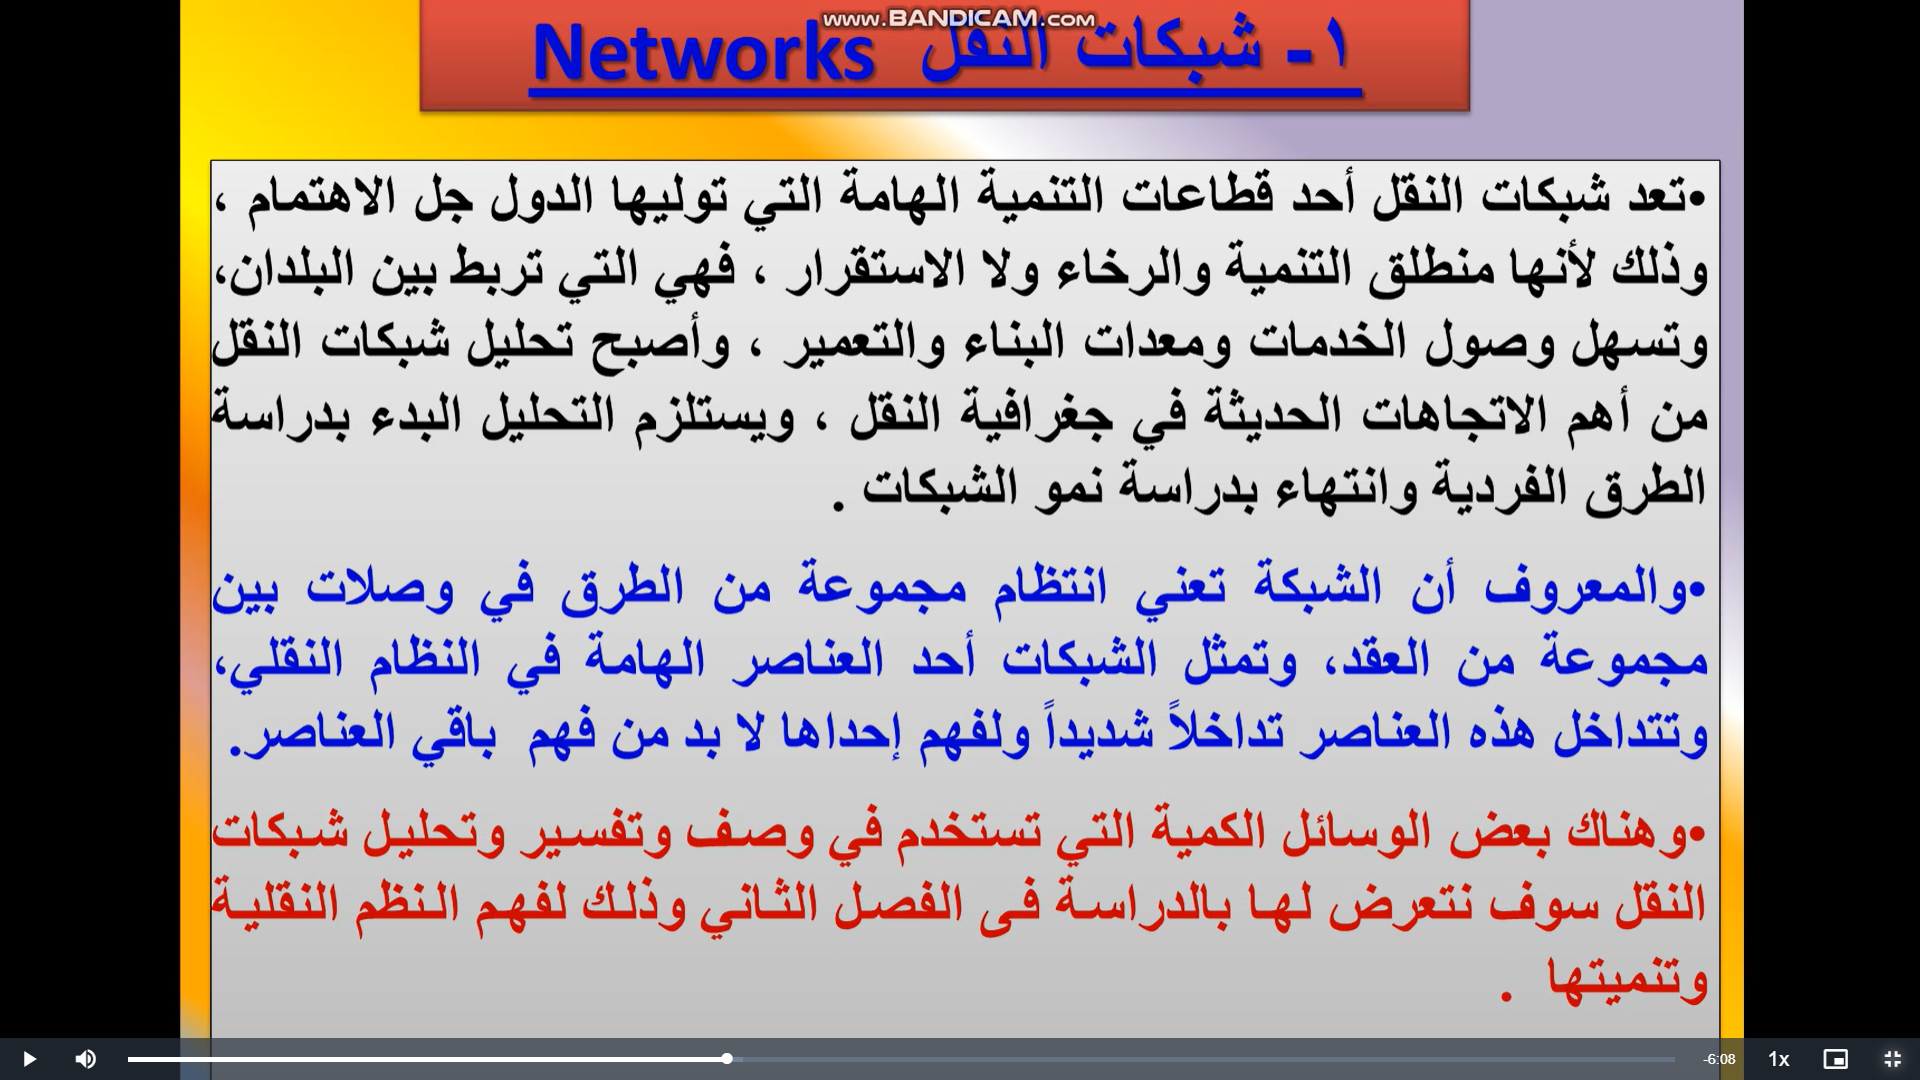 www.BANDICAM.com
١- شبكات النقل Networks
•تعد شبكات النقل أحد قطاعات التنمية الهامة التي توليها الدول جل الاهتمام ،
وذلك لأنها منطلق التنمية والرخاء ولا الاستقرار ، فهي التي تربط بين البلدان،
وتسهل وصول الخدمات ومعدات البناء والتعمير ، وأصبح تحليل شبكات النقل
من أهم الاتجاهات الحديثة في جغرافية النقل ، ويستلزم التحليل البدء بدراسة
الطرق الفردية وانتهاء بدراسة نمو الشبكات .
•والمعروف أن الشبكة تعني انتظام مجموعة من الطرق في وصلات بين
مجموعة من العقد، وتمثل الشبكات أحد العناصر الهامة في النظام النقلي،
وتتداخل هذه العناصر تداخلاً شديداً ولفهم إحداها لا بد من فهم باقي العناصر.
•وهناك بعض الوسائل الكمية التي تستخدم في وصف وتفسير وتحليل شبكات
النقل سوف نتعرض لها بالدراسة فى الفصل الثاني وذلك لفهم النظم النقلية
وتنميتها .
-6:08 1x